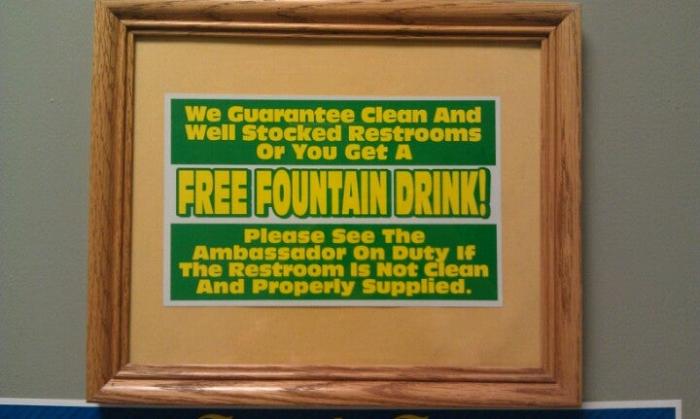 We Guarantee Clean And
Well Stocked Restrooms
Or You Get A
FREE FOUNTAIN DRINK!
Please See The
Ambassador On Duty If
The Restroom Is Not Clean
And Properly Supplied.